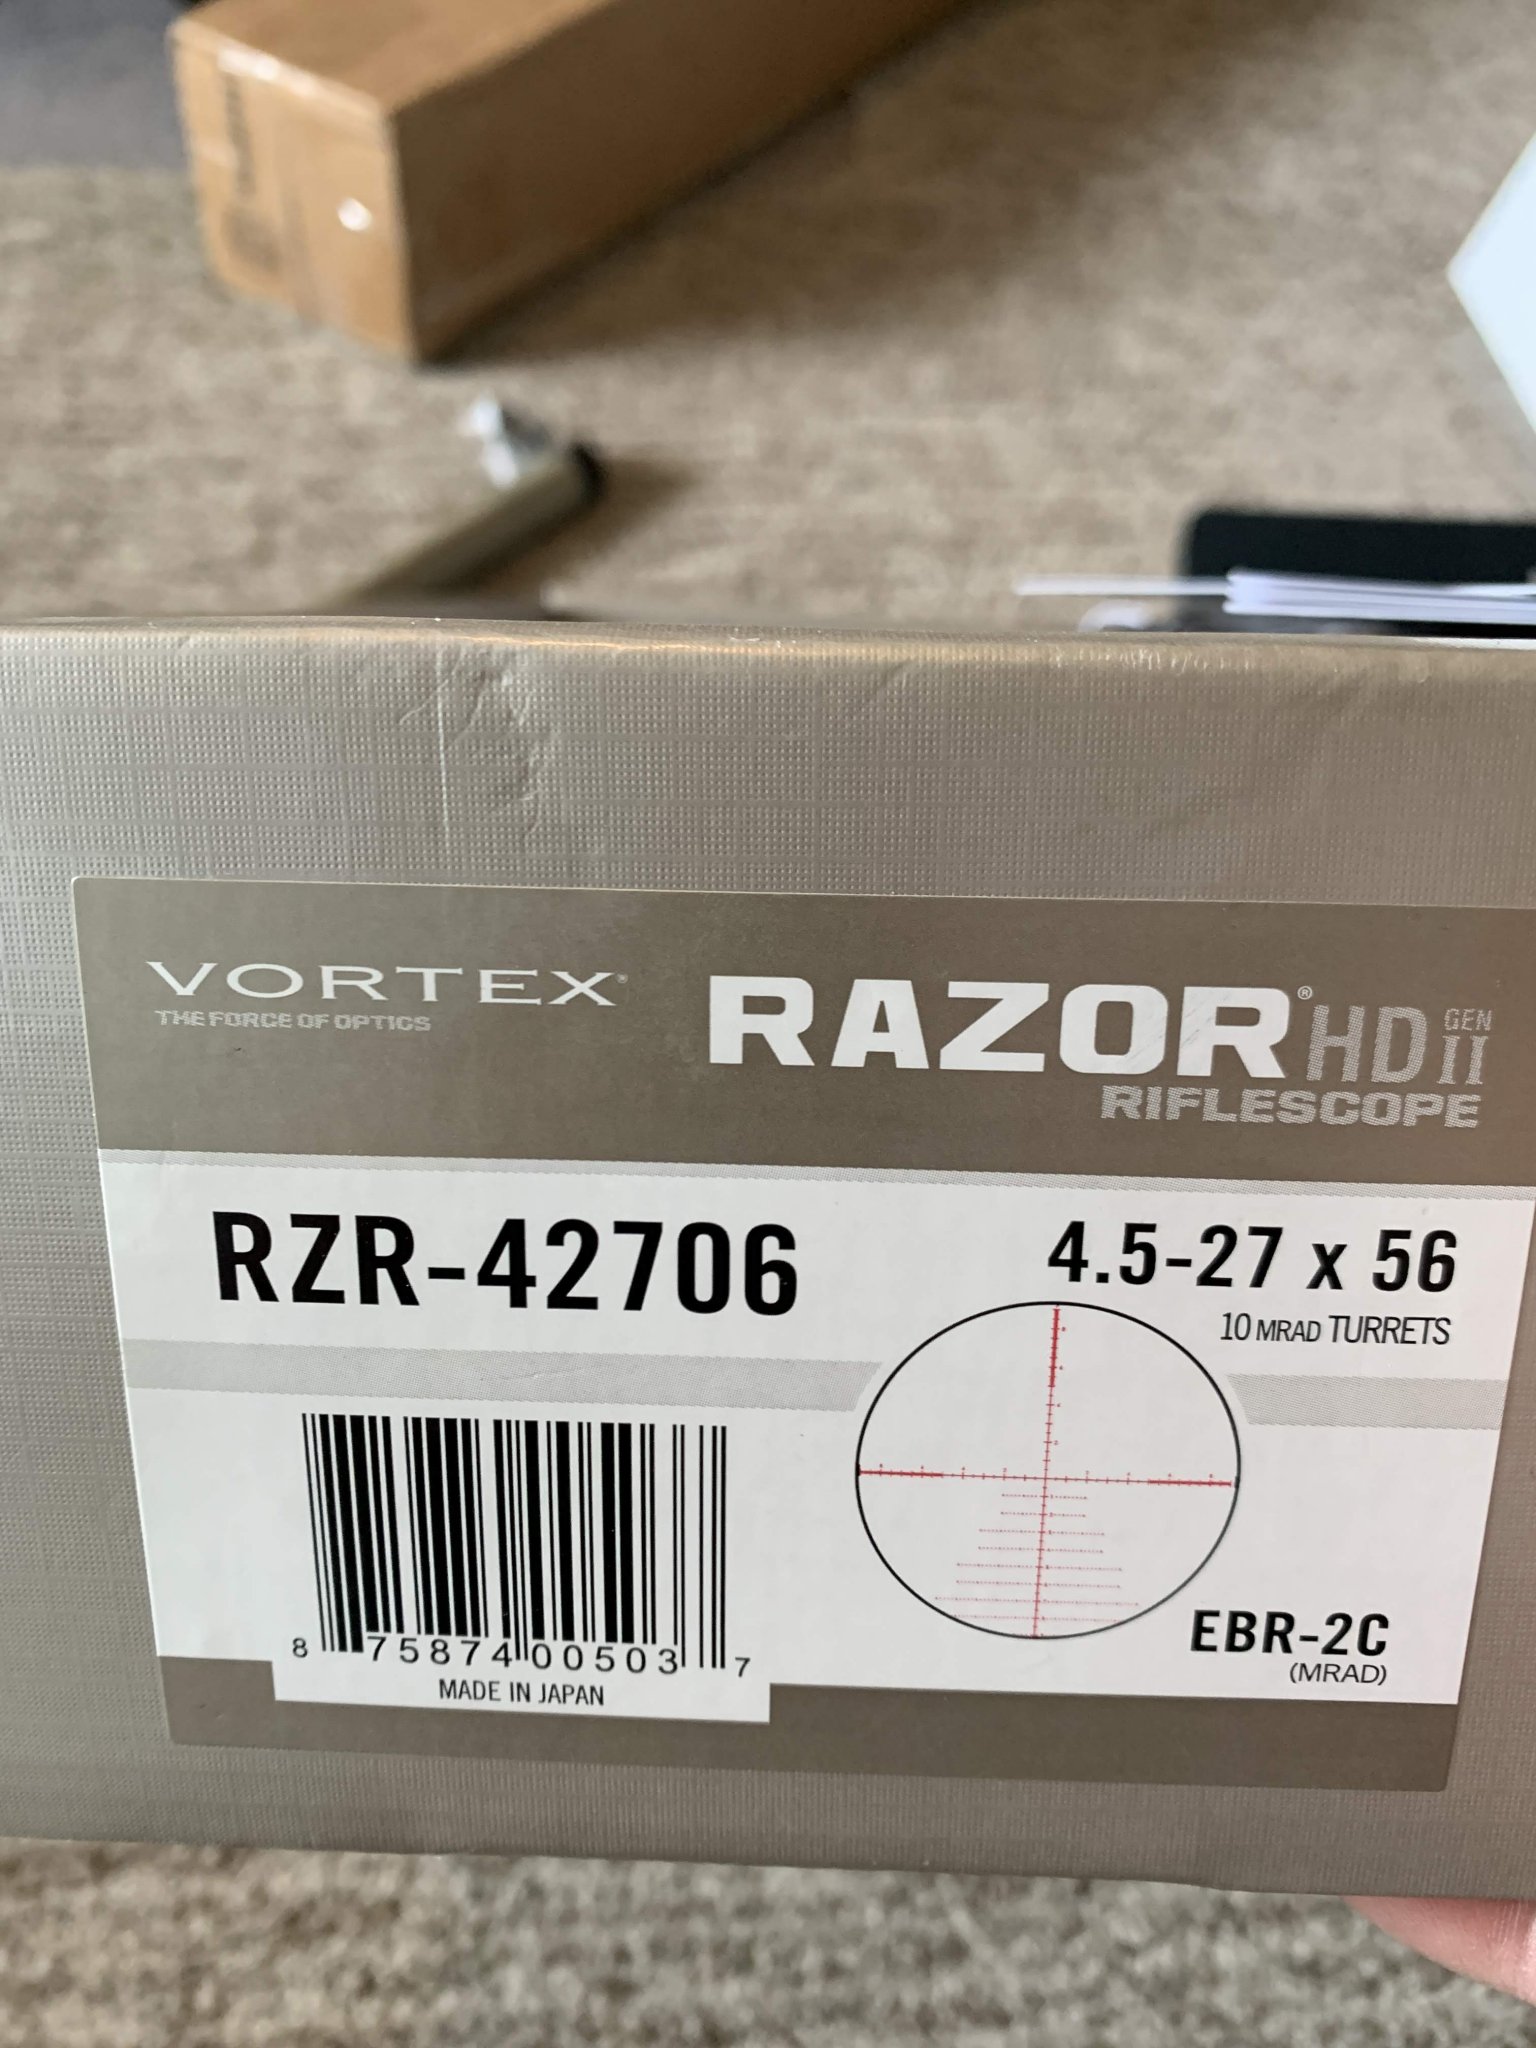 VORTEX®
THE FORCE OF OPTICS
RAZOR® HD GEN II
RIFLESCOPE
RZR-42706
4.5-27 x 56
10 MRAD TURRETS
8 75874 00503 7
MADE IN JAPAN
EBR-2C
(MRAD)